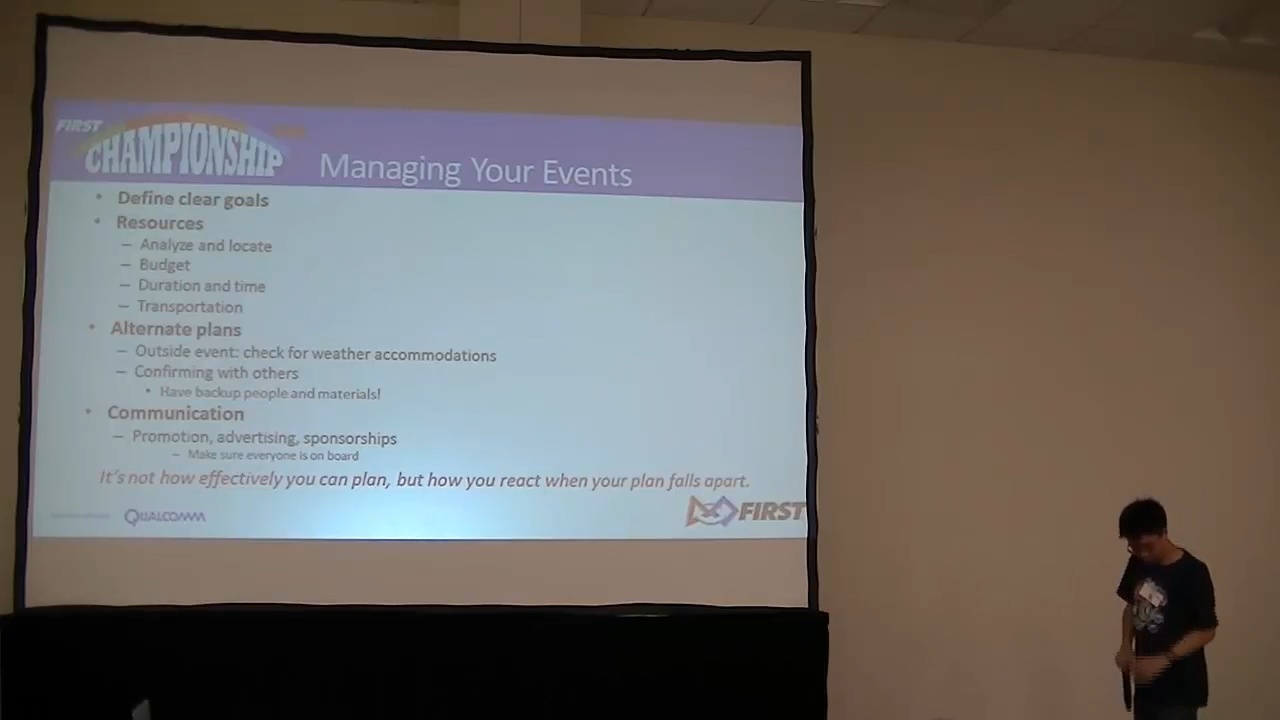 FIRST
CHAMPIONSHIP
Managing Your Events
• Define clear goals
• Resources
– Analyze and locate
– Budget
– Duration and time
– Transportation
• Alternate plans
– Outside event: check for weather accommodations
– Confirming with others
• Have backup people and materials!
• Communication
– Promotion, advertising, sponsorships
– Make sure everyone is on board
It's not how effectively you can plan, but how you react when your plan falls apart.
QUALCOMM
FIRST